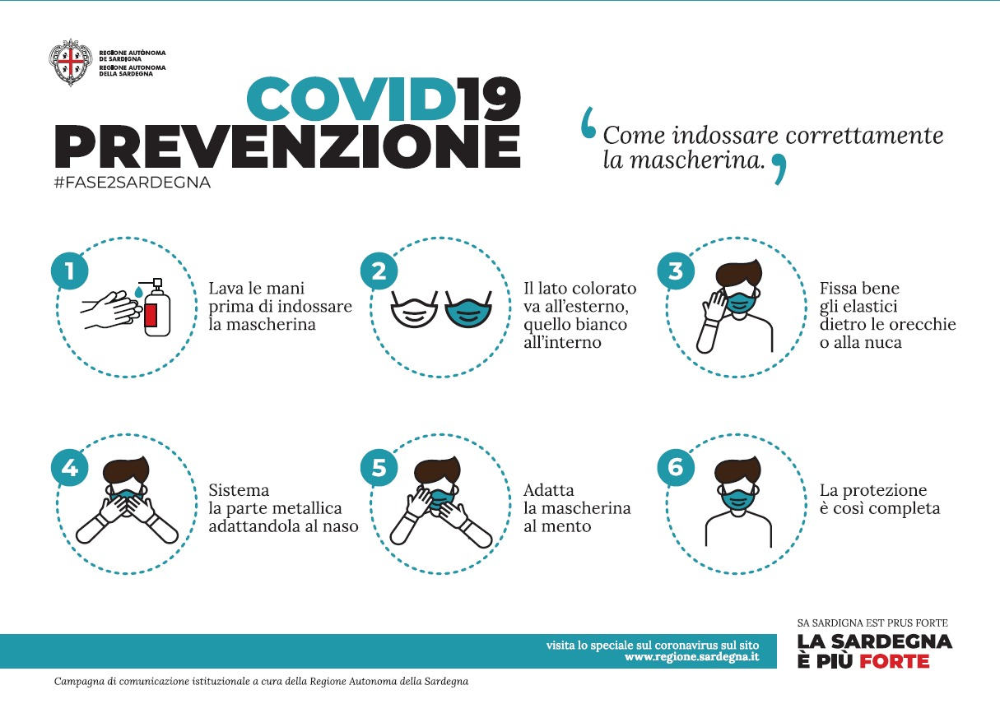 REGIONE AUTÒNOMA
DE SARDIGNA
REGIONE AUTONOMA
DELLA SARDEGNA
COVID19
PREVENZIONE
#FASE2SARDEGNA
‘Come indossare correttamente
la mascherina.’
1
Lava le mani
prima di indossare
la mascherina
2
Il lato colorato
va all’esterno,
quello bianco
all’interno
3
Fissa bene
gli elastici
dietro le orecchie
o alla nuca
4
Sistema
la parte metallica
adattandola al naso
5
Adatta
la mascherina
al mento
6
La protezione
è così completa
visita lo speciale sul coronavirus sul sito
www.regione.sardegna.it
SA SARDIGNA EST PRUS FORTE
LA SARDEGNA
È PIÙ FORTE
Campagna di comunicazione istituzionale a cura della Regione Autonoma della Sardegna